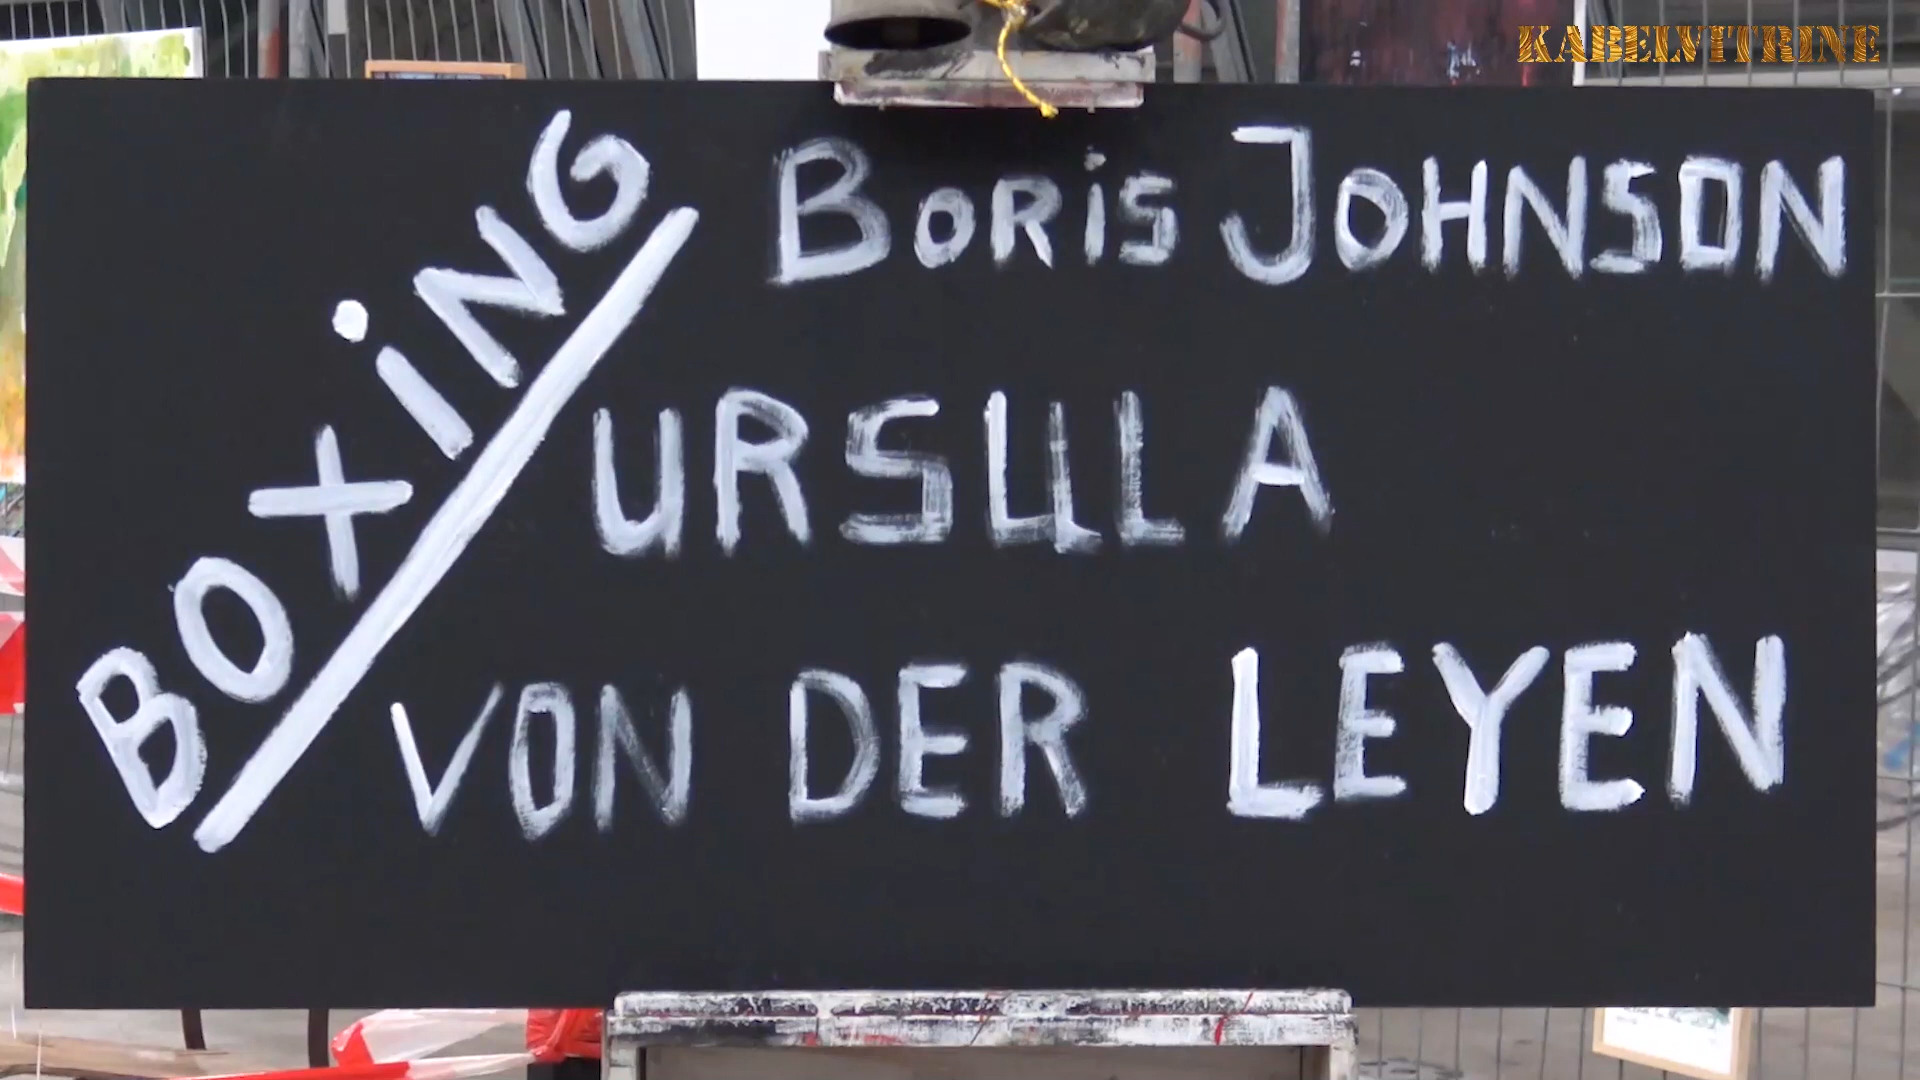 KABELVITRINE
BOXiNG
BoRiS JOHNSON
URSULA
VON DER LEYEN